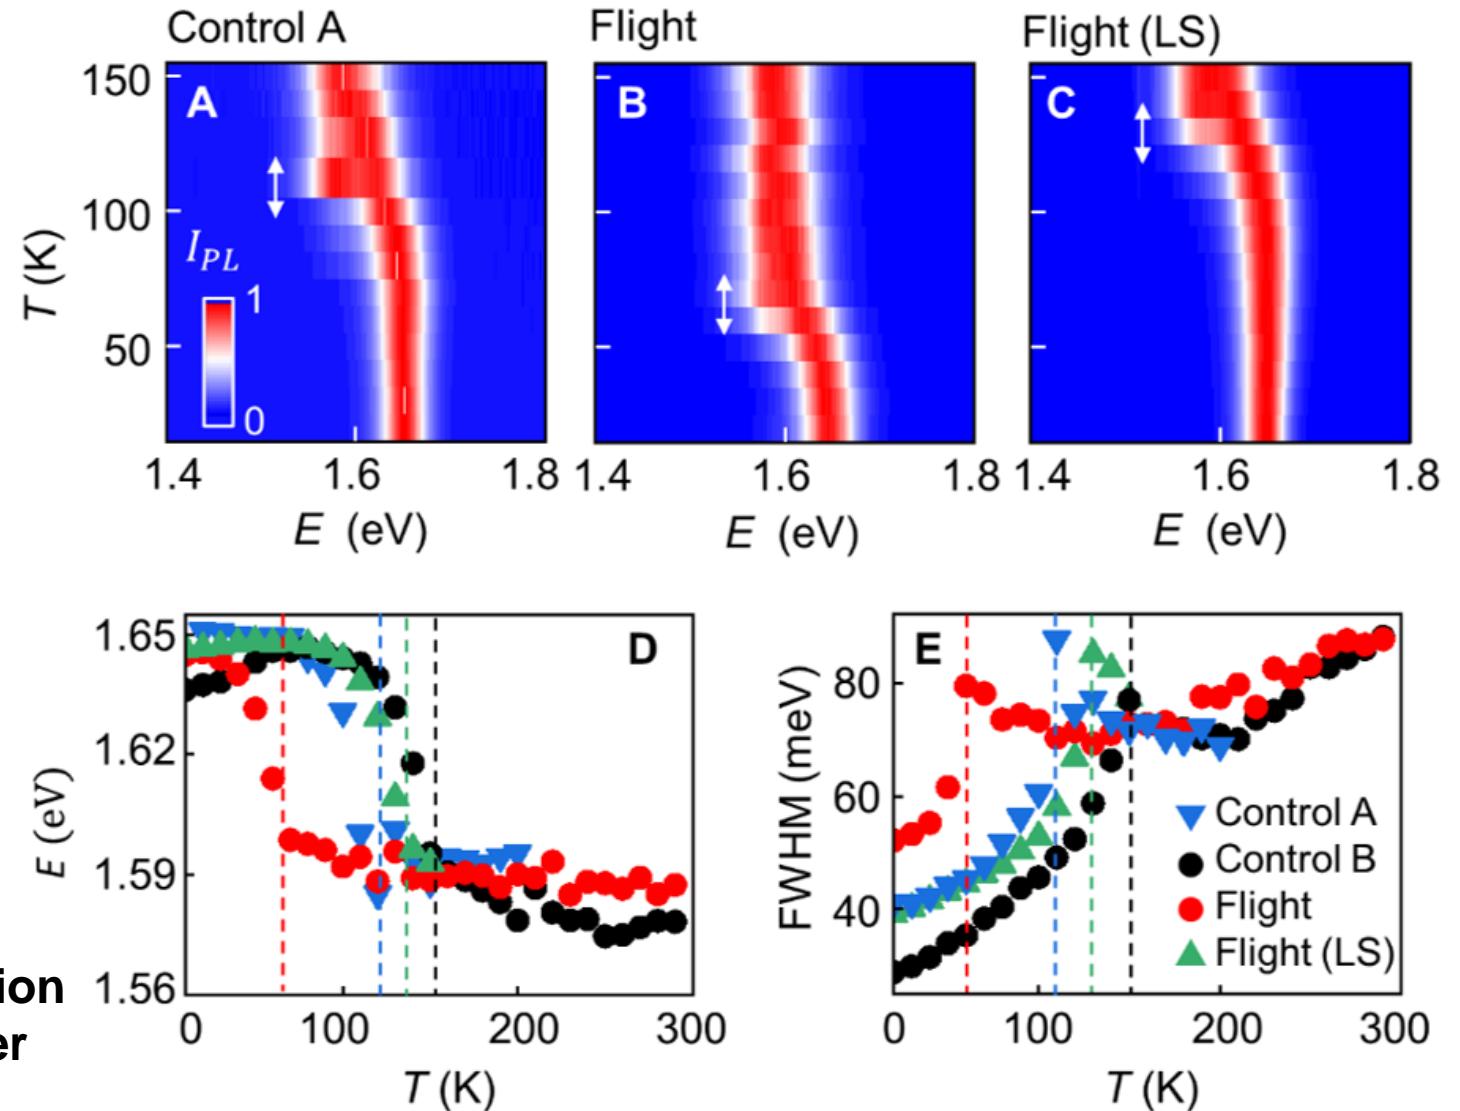 Control A
Flight
Flight (LS)
A
B
C
150
100
50
T (K)
I_PL
1
0
1.4
1.6
1.8
1.4
1.6
1.8
1.4
1.6
1.8
E (eV)
E (eV)
E (eV)
D
1.65
1.62
1.59
1.56
E (eV)
0
100
200
300
T (K)
E
80
60
40
FWHM (meV)
Control A
Control B
Flight
Flight (LS)
0
100
200
300
T (K)
ion
er